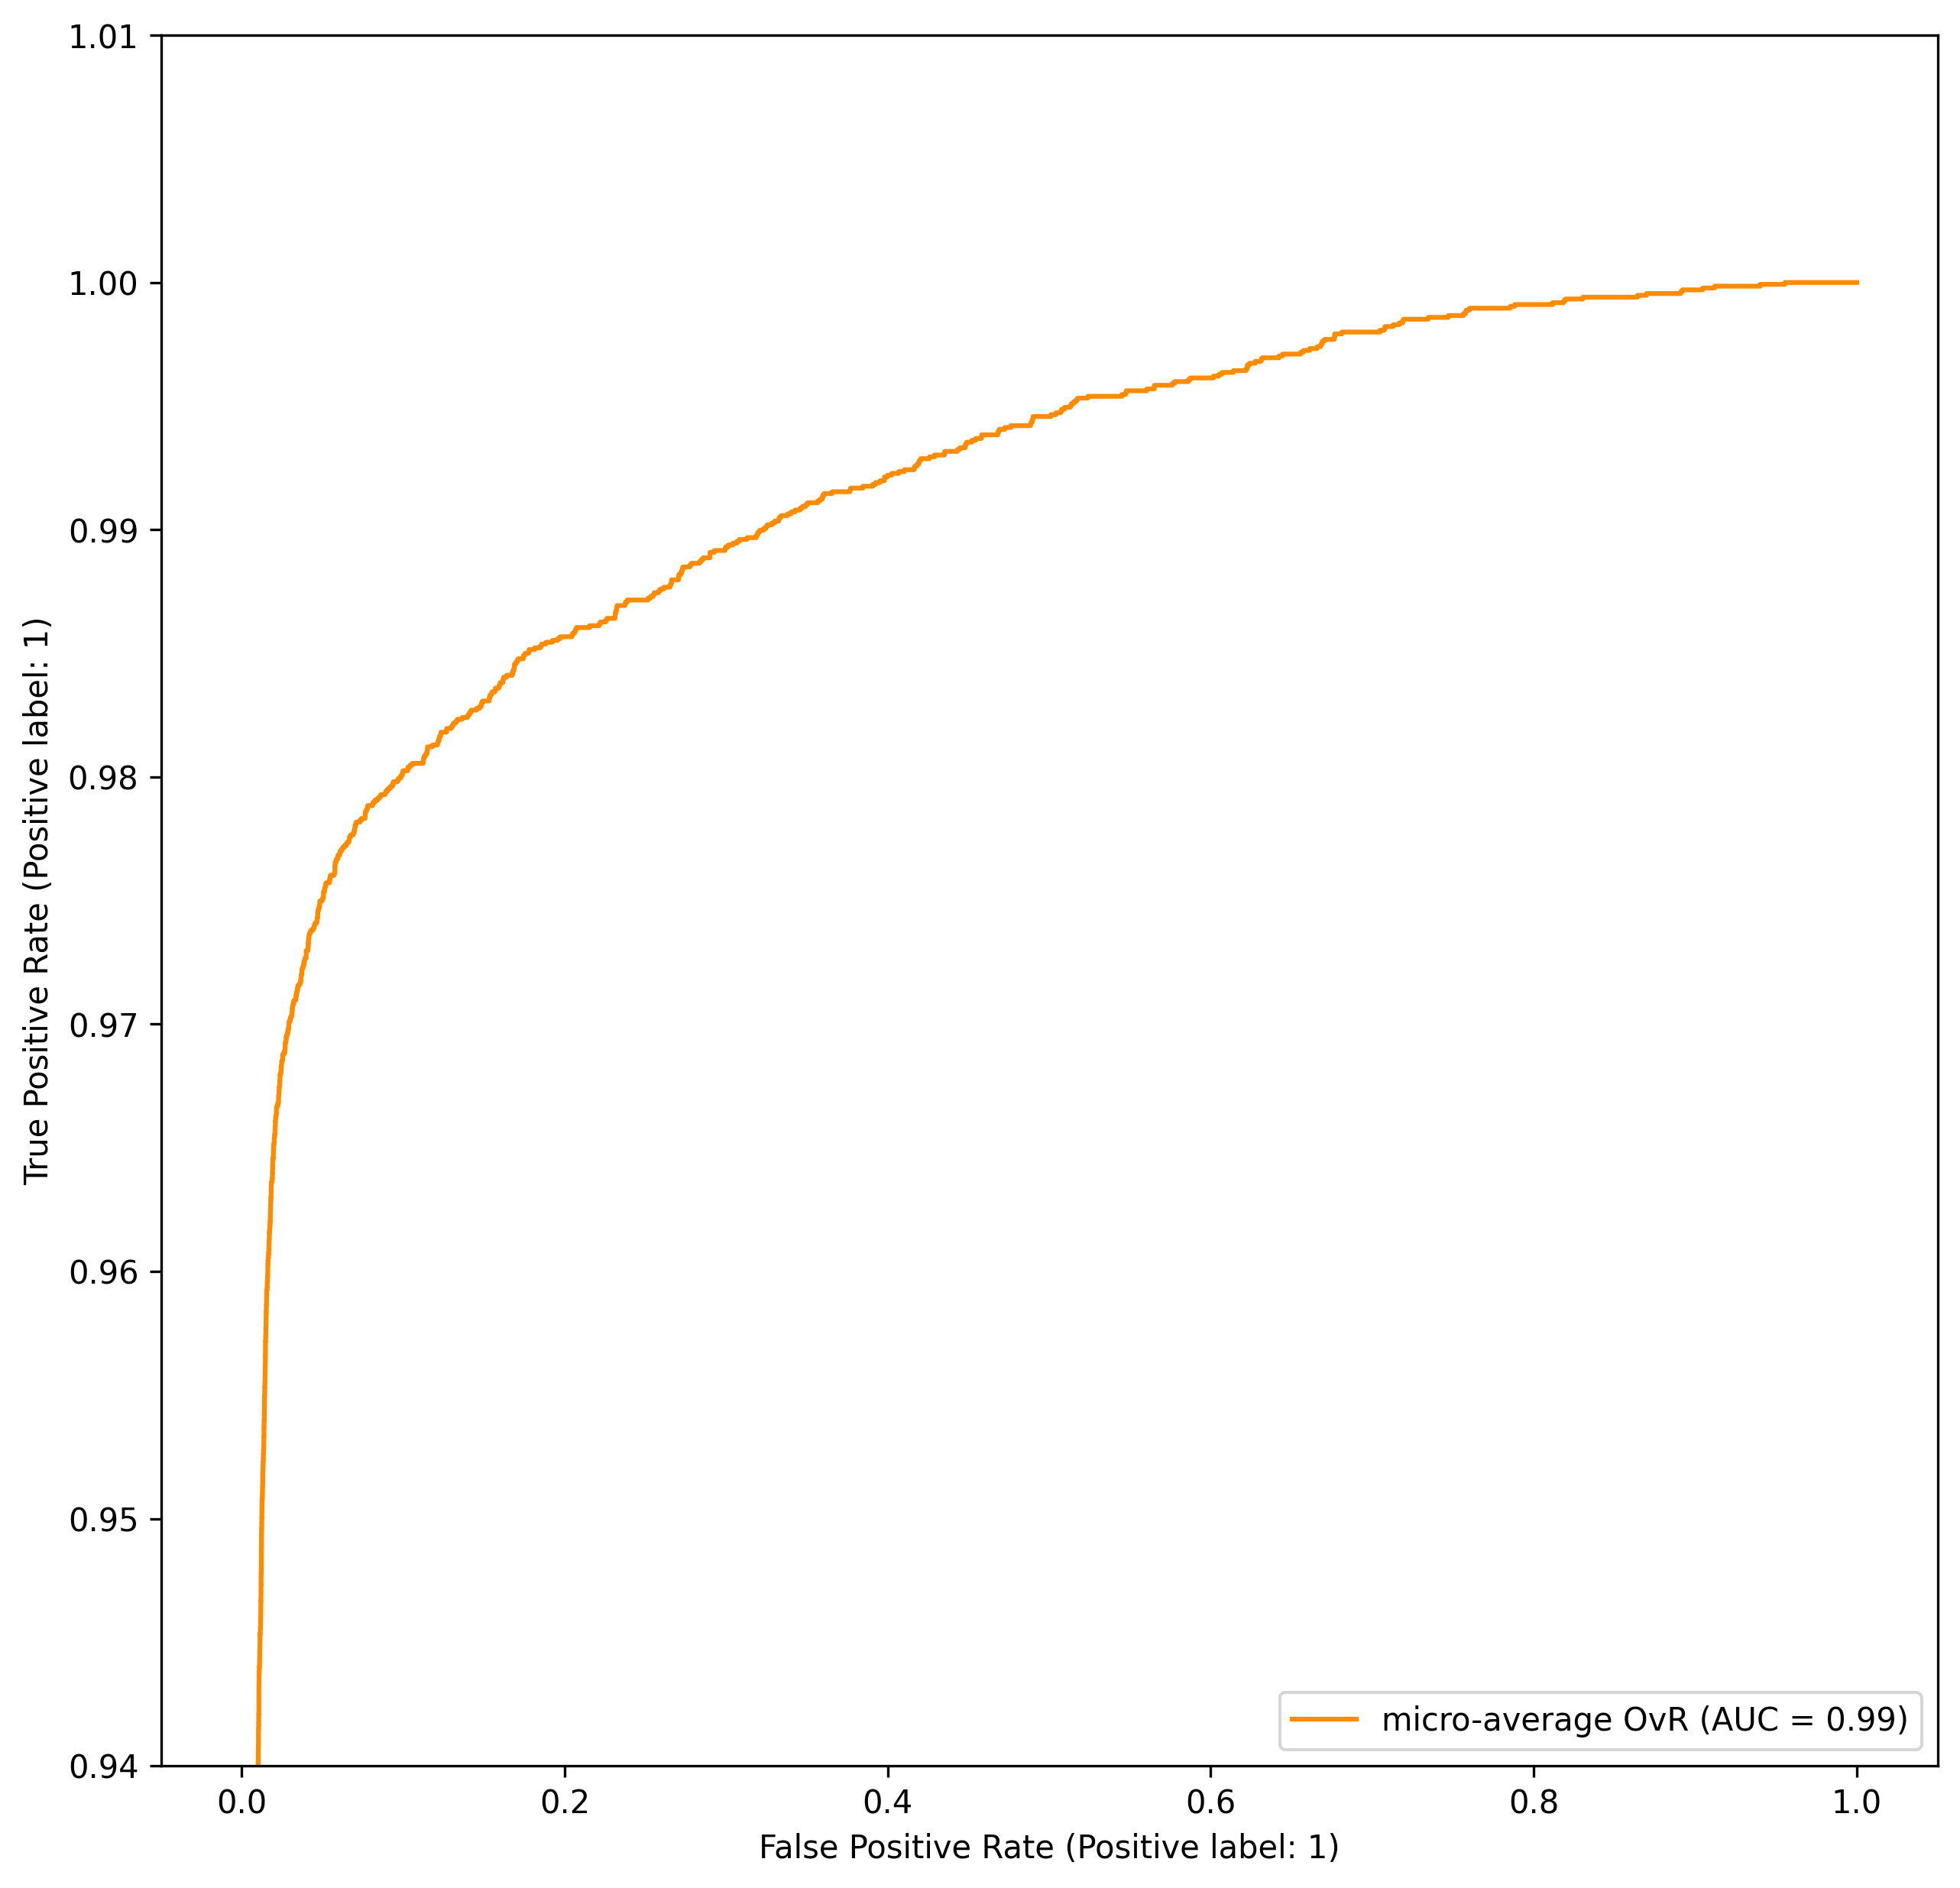 1.01
1.00
0.99
0.98
0.97
0.96
0.95
0.94
True Positive Rate (Positive label: 1)
micro-average OvR (AUC = 0.99)
0.0 0.2 0.4 0.6 0.8 1.0
False Positive Rate (Positive label: 1)